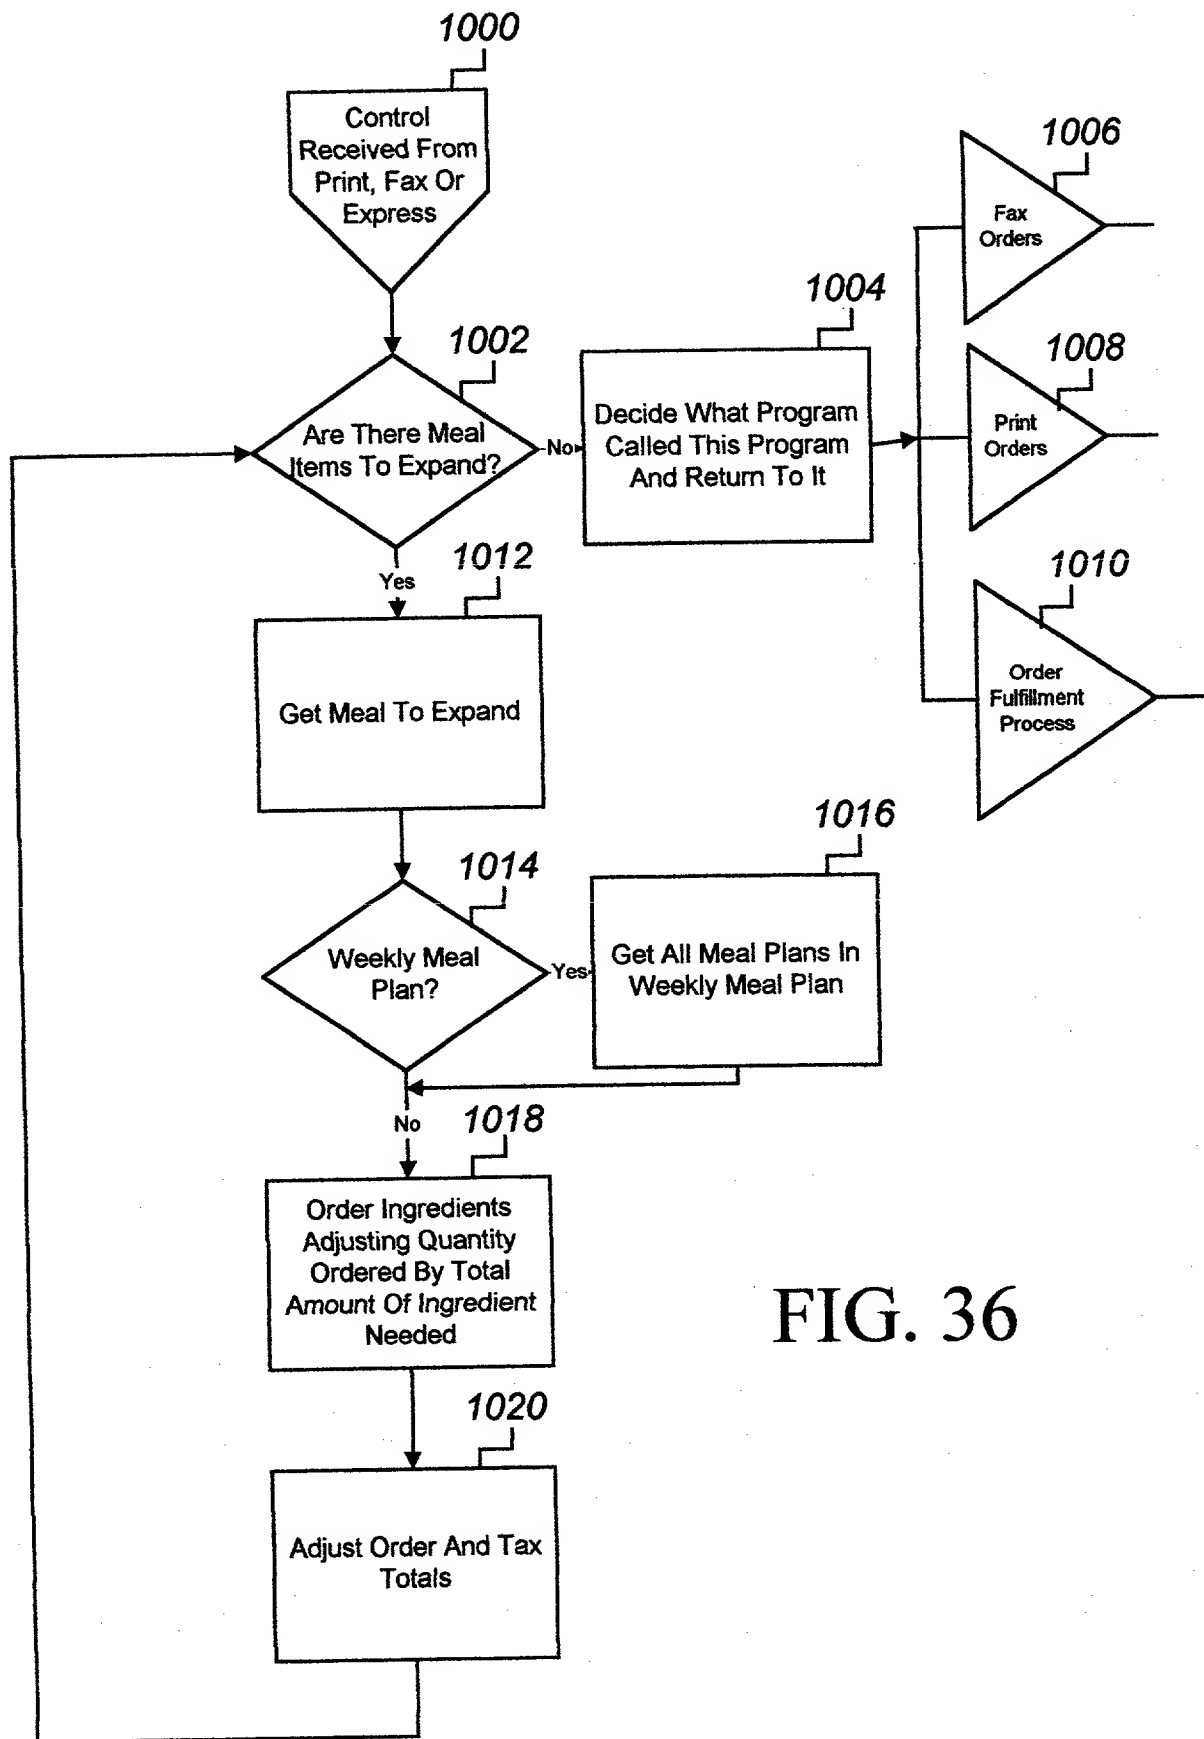 1000
Control
Received From
Print, Fax Or
Express
1006
Fax
Orders
1004
1002
1008
Decide What Program
Called This Program
And Return To It
Print
Orders
Are There Meal
Items To Expand?
No
1012
Yes
1010
Order
Fulfillment
Process
Get Meal To Expand
1016
1014
Get All Meal Plans In
Weekly Meal Plan
Weekly Meal
Plan?
Yes
No
1018
Order Ingredients
Adjusting Quantity
Ordered By Total
Amount Of Ingredient
Needed
FIG. 36
1020
Adjust Order And Tax
Totals